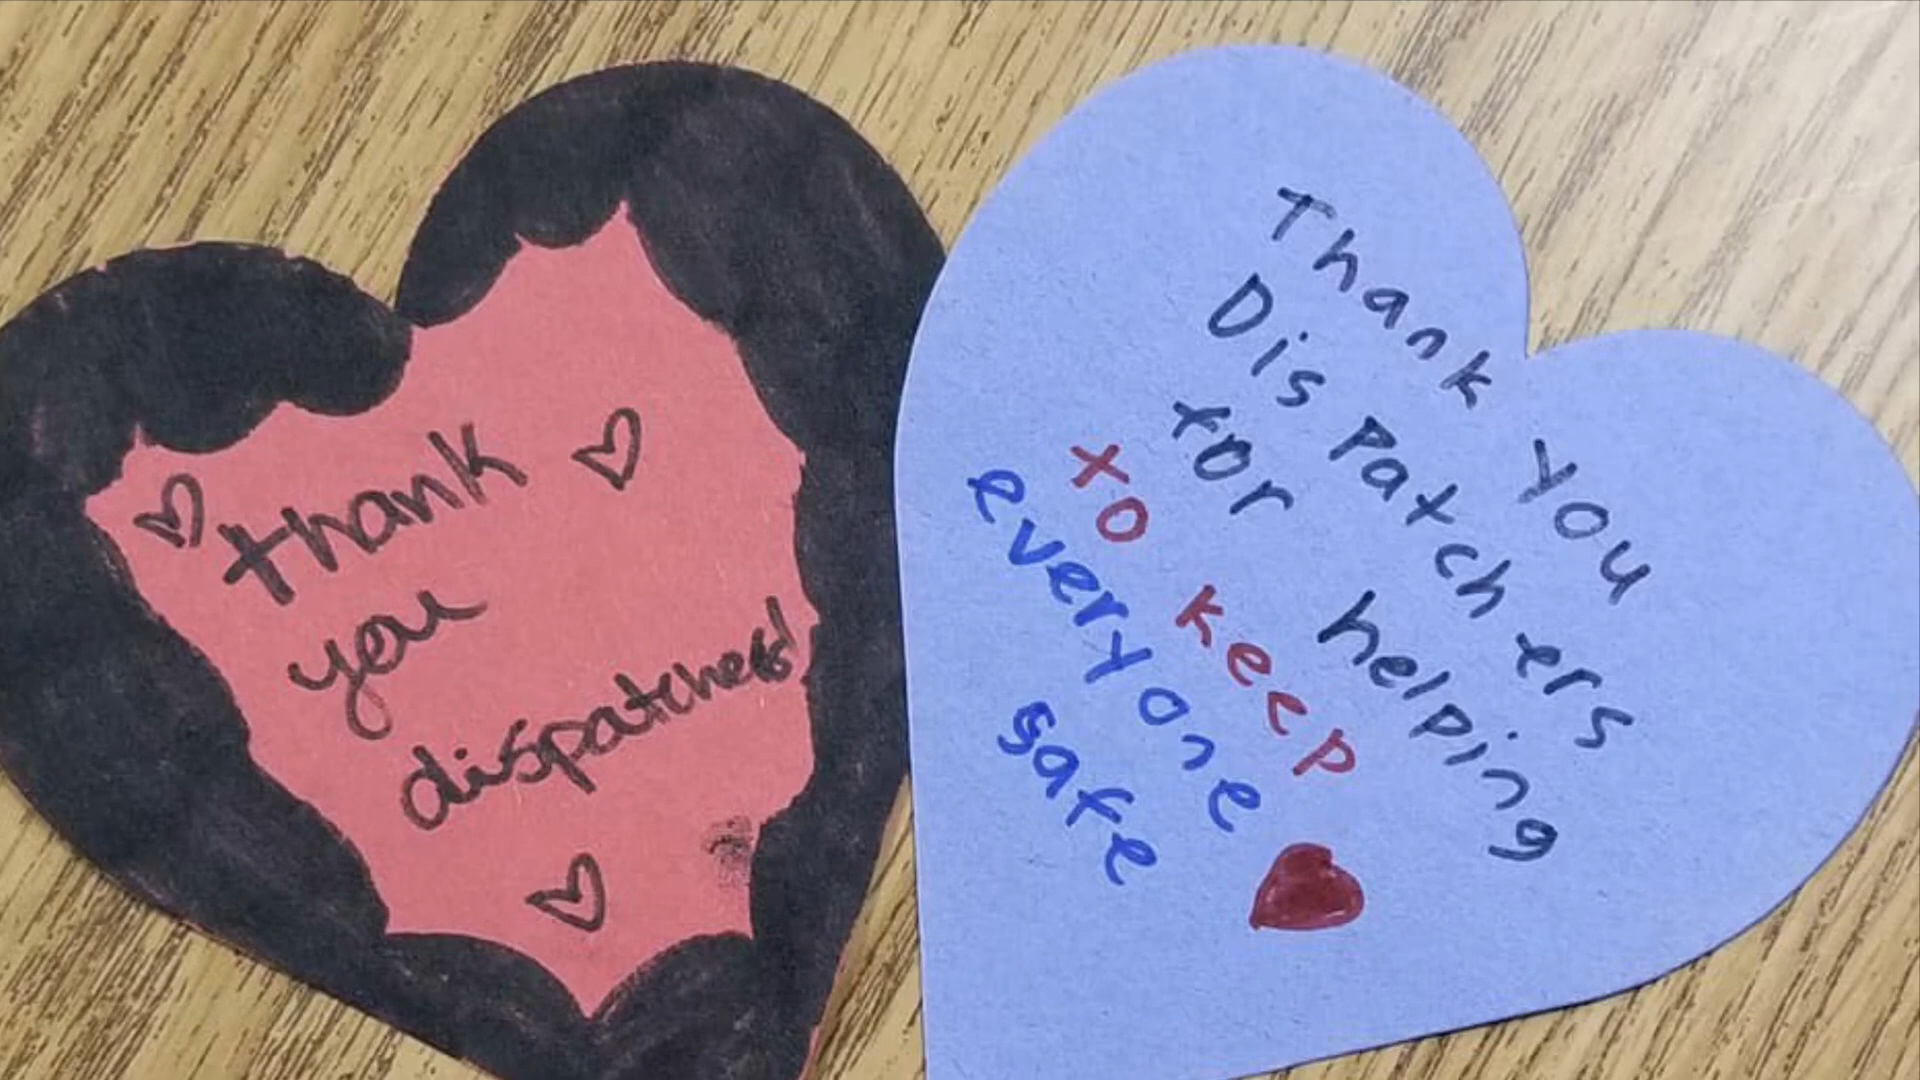 thank
you
dispatchers!
Thank You
Dispatchers
for helping
to keep
everyone
safe